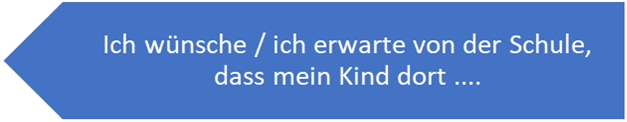 Ich wünsche / ich erwarte von der Schule,
dass mein Kind dort ....